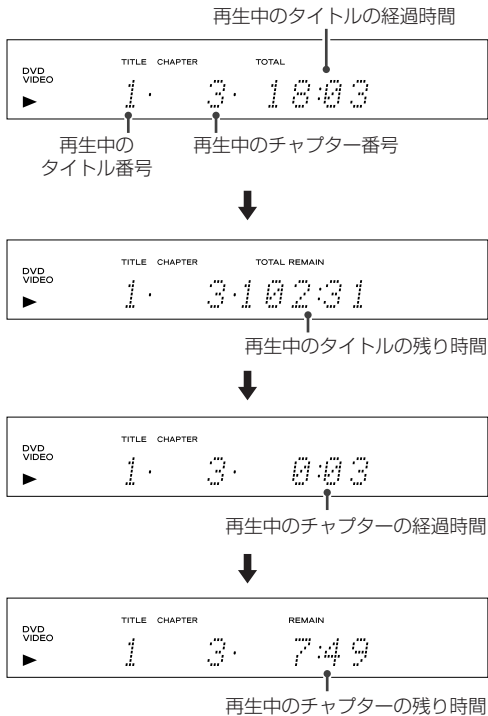 再生中のタイトルの経過時間
DVD VIDEO
TITLE CHAPTER TOTAL
1· 3· 18:03
再生中の
タイトル番号
再生中のチャプター番号
DVD VIDEO
TITLE CHAPTER TOTAL REMAIN
1· 3·102:31
再生中のタイトルの残り時間
DVD VIDEO
TITLE CHAPTER
1· 3· 0:03
再生中のチャプターの経過時間
DVD VIDEO
TITLE CHAPTER REMAIN
1 3· 7:49
再生中のチャプターの残り時間